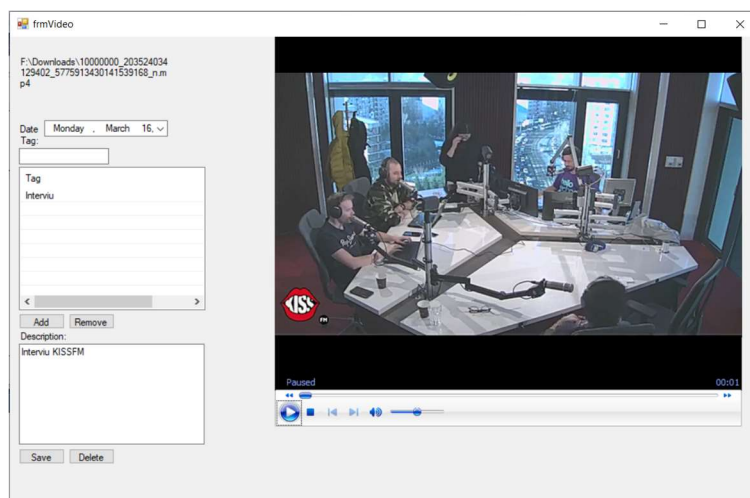 frmVideo
F:\Downloads\10000000_203524034
129402_5775913430141539168_n.m
p4
Date Monday , March 16,
Tag:
Tag
Interviu
Add Remove
Description:
Interviu KISSFM
Save Delete
KISS
FM
Paused 00:01